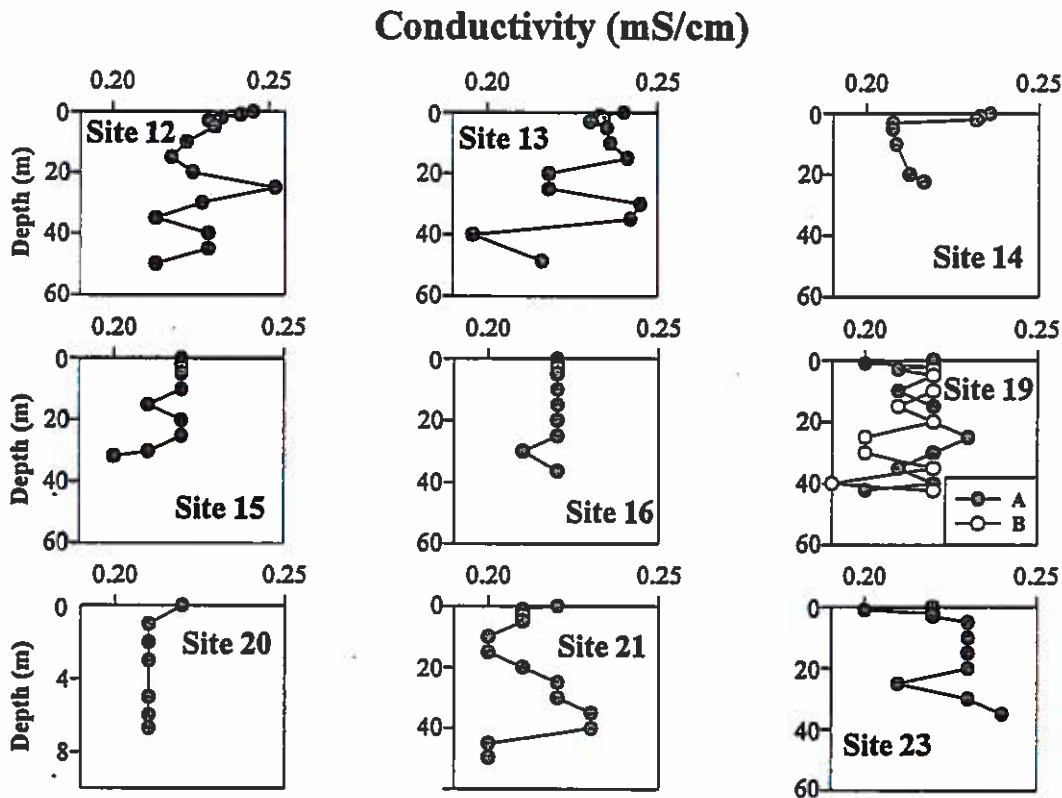 Conductivity (mS/cm)
0.20 0.25 0.20 0.25 0.20 0.25
Depth (m)
0
20
40
60
Site 12
0
20
40
60
Site 13
0
20
40
60
Site 14
0.20 0.25 0.20 0.25 0.20 0.25
Depth (m)
0
20
40
60
Site 15
0
20
40
60
Site 16
0
20
40
60
Site 19
A
B
0.20 0.25 0.20 0.25 0.20 0.25
Depth (m)
0
4
8
Site 20
0
20
40
Site 21
0
20
40
60
Site 23